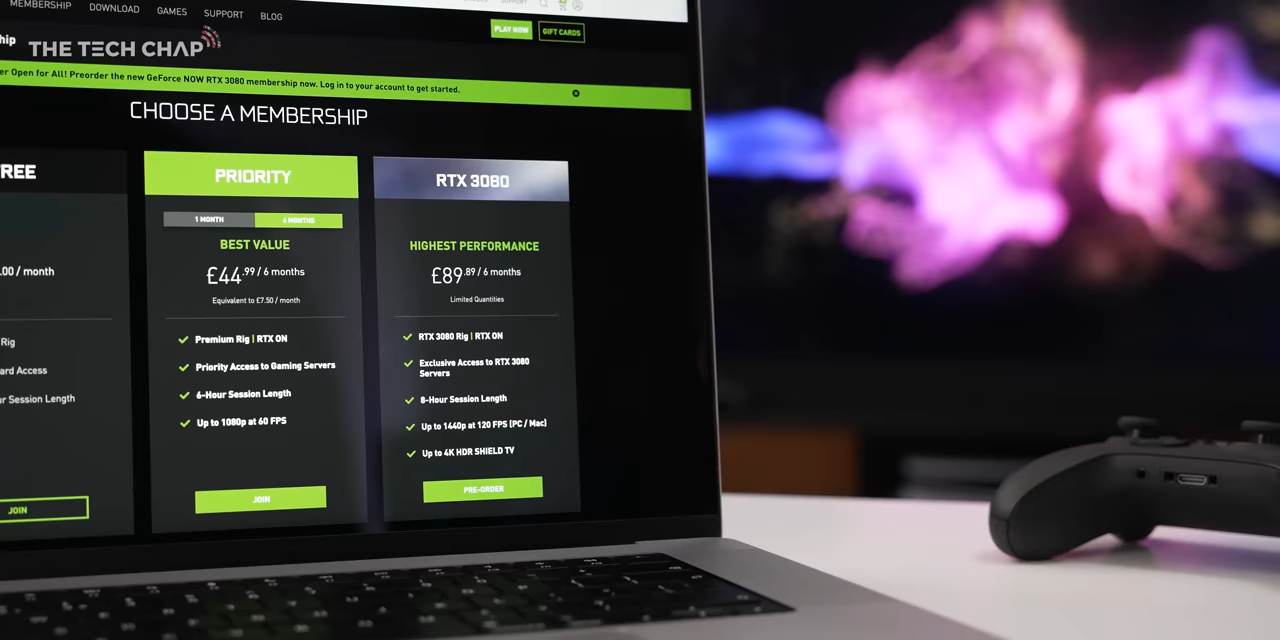 MEMBERSHIP DOWNLOAD GAMES SUPPORT BLOG
PLAY NOW GIFT CARDS
THE TECH CHAP
er Open for All! Preorder the new GeForce NOW RTX 3080 membership now. Log in to your account to get started.
CHOOSE A MEMBERSHIP
REE
.00 / month
Rig
ard Access
r Session Length
JOIN
PRIORITY
1 MONTH 6 MONTHS
BEST VALUE
£44.99 / 6 months
Equivalent to £7.50 / month
Premium Rig | RTX ON
Priority Access to Gaming Servers
6-Hour Session Length
Up to 1080p at 60 FPS
JOIN
RTX 3080
HIGHEST PERFORMANCE
£89.89 / 6 months
Limited Quantities
RTX 3080 Rig | RTX ON
Exclusive Access to RTX 3080
Servers
8-Hour Session Length
Up to 1440p at 120 FPS (PC / Mac)
Up to 4K HDR SHIELD TV
PRE-ORDER